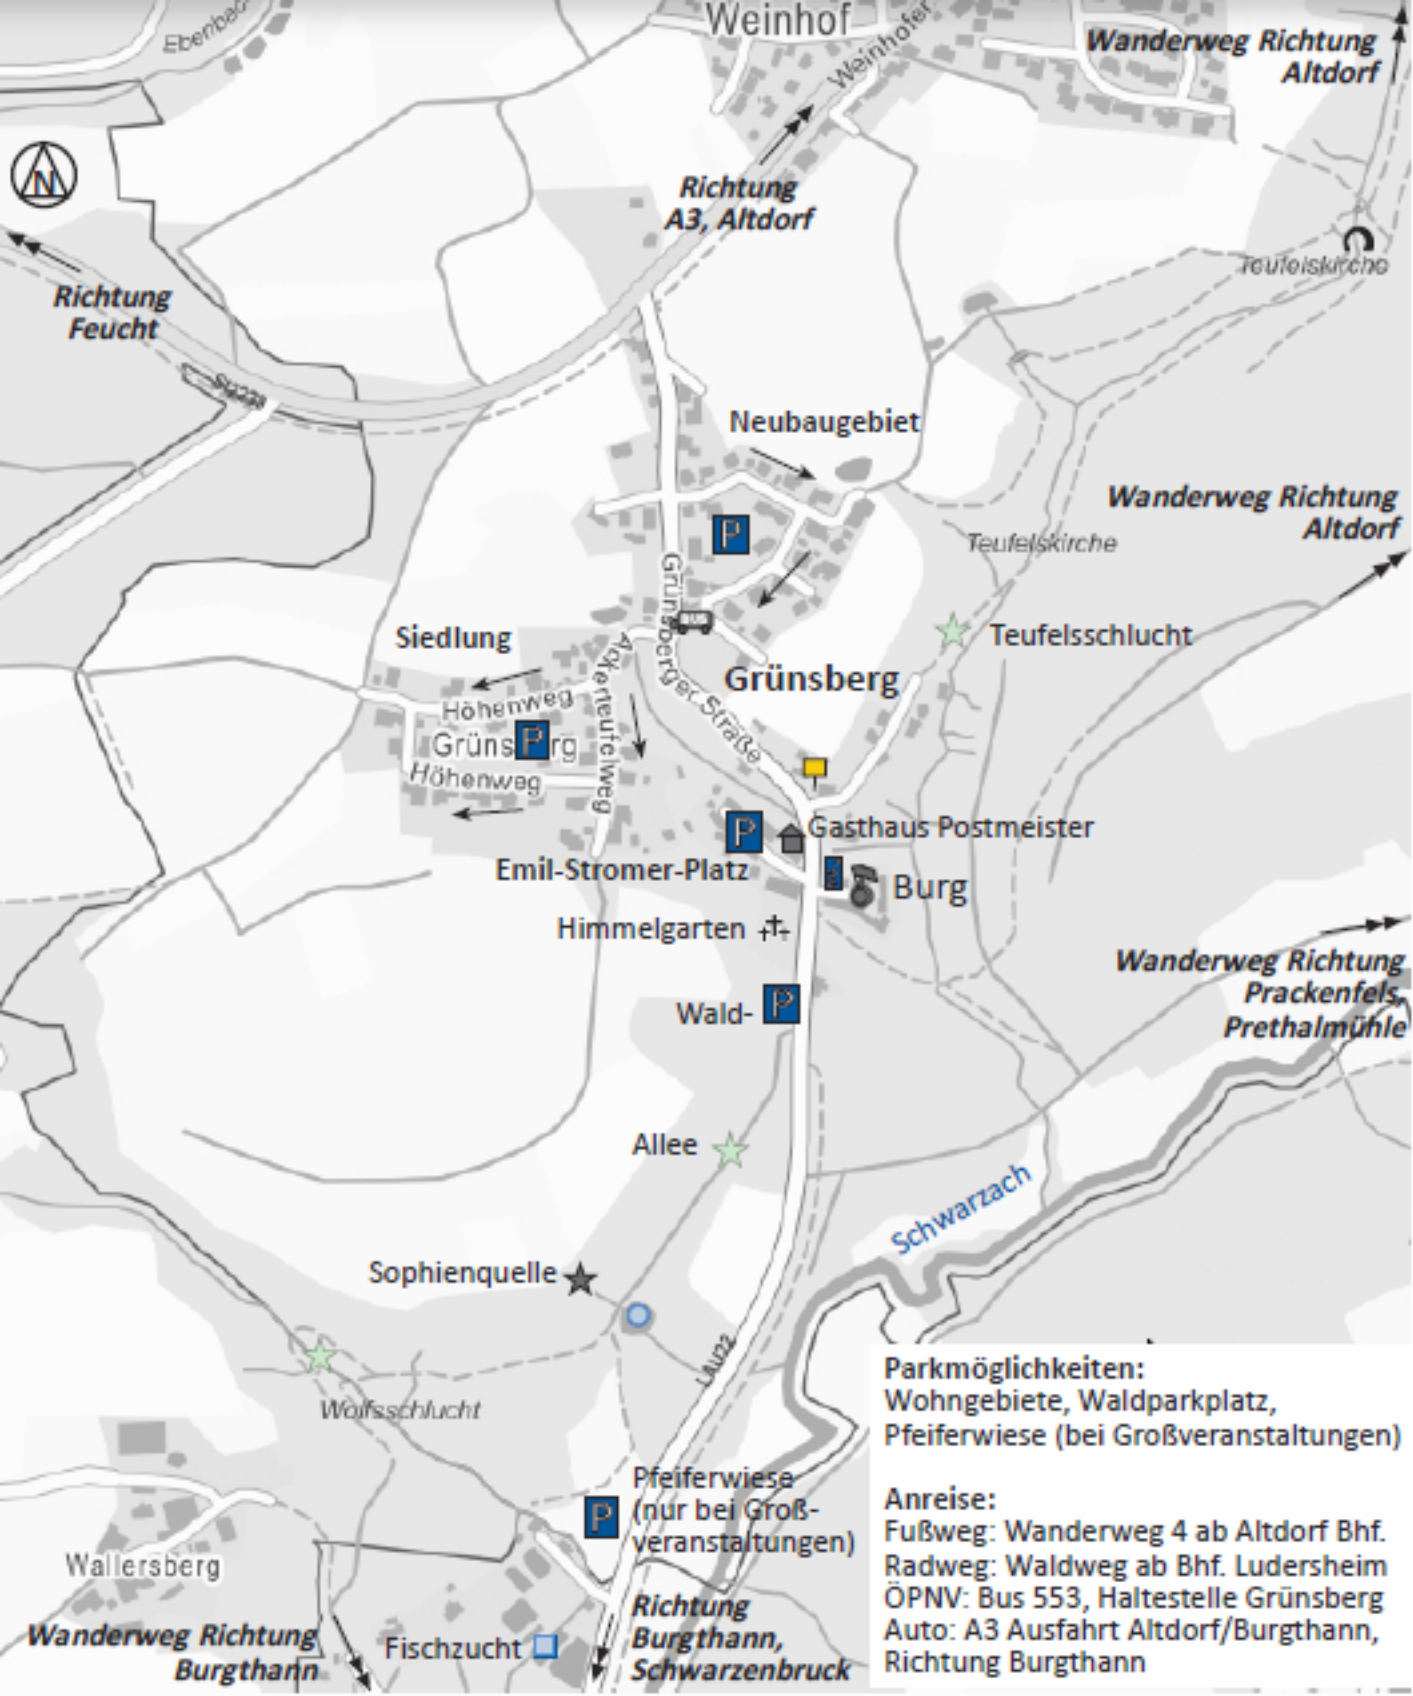 Weinhof
Weinhofer
Wanderweg Richtung
Altdorf
N
Richtung
A3, Altdorf
Teufelskirche
Richtung
Feucht
Neubaugebiet
Wanderweg Richtung
Altdorf
P
Teufelskirche
Grünsberger Straße
BUS
Siedlung
Teufelsschlucht
Ackerteufelweg
Grünsberg
Höhenweg
Grüns
P
rg
Höhenweg
P
Gasthaus Postmeister
Emil-Stromer-Platz
Burg
Himmelgarten
Wanderweg Richtung
Prackenfels,
Prethalmühle
Wald-
P
Allee
Schwarzach
Sophienquelle
LAU22
Wolfsschlucht
Parkmöglichkeiten:
Wohngebiete, Waldparkplatz,
Pfeiferwiese (bei Großveranstaltungen)
Anreise:
Fußweg: Wanderweg 4 ab Altdorf Bhf.
Radweg: Waldweg ab Bhf. Ludersheim
ÖPNV: Bus 553, Haltestelle Grünsberg
Auto: A3 Ausfahrt Altdorf/Burgthann,
Richtung Burgthann
P
Pfeiferwiese
(nur bei Groß-
veranstaltungen)
Wallersberg
Wanderweg Richtung
Burgthann
Fischzucht
Richtung
Burgthann,
Schwarzenbruck